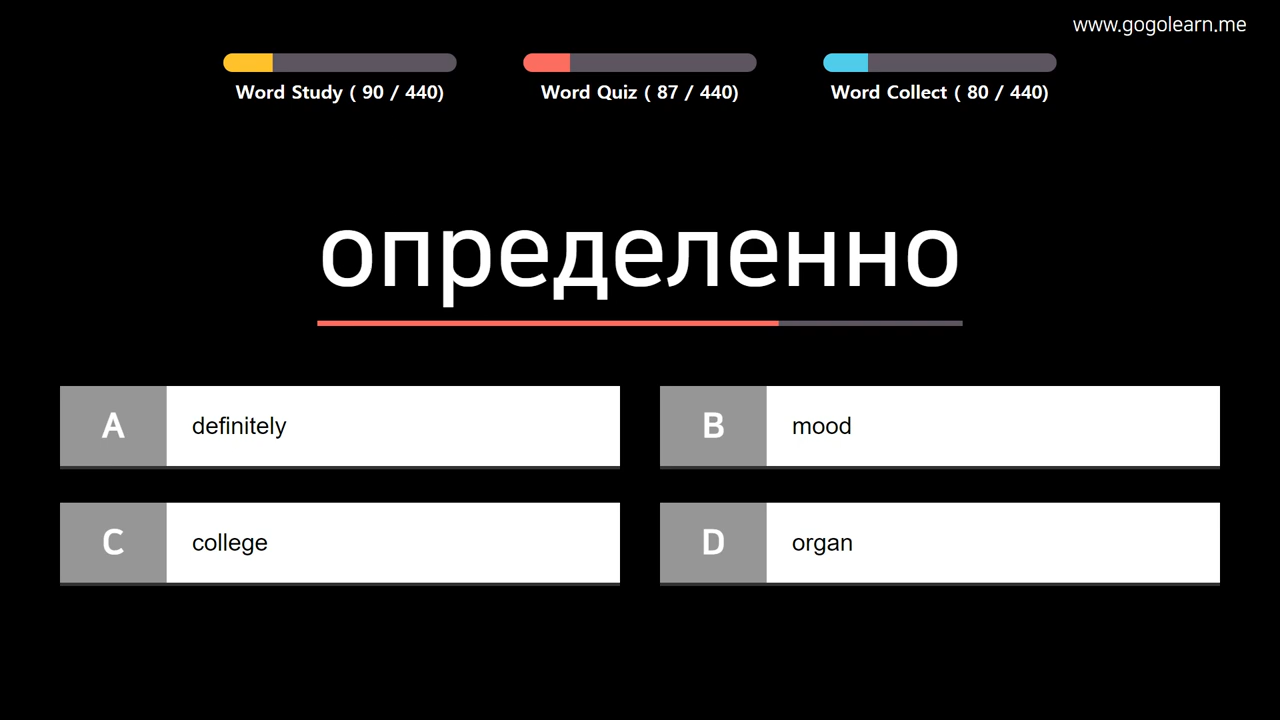 www.gogolearn.me
Word Study ( 90 / 440)
Word Quiz ( 87 / 440)
Word Collect ( 80 / 440)
определенно
A definitely
B mood
C college
D organ